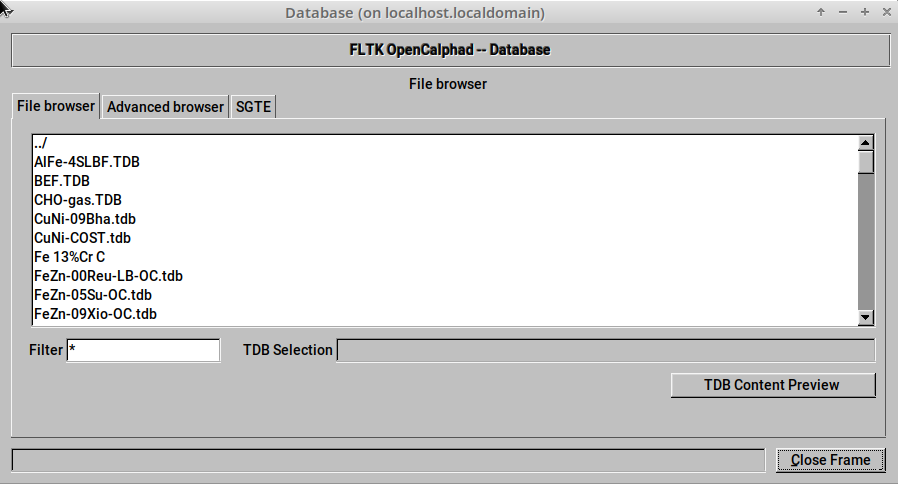 Database (on localhost.localdomain)
FLTK OpenCalphad -- Database
File browser
File browser Advanced browser SGTE
../
AlFe-4SLBF.TDB
BEF.TDB
CHO-gas.TDB
CuNi-09Bha.tdb
CuNi-COST.tdb
Fe 13%Cr C
FeZn-00Reu-LB-OC.tdb
FeZn-05Su-OC.tdb
FeZn-09Xio-OC.tdb
Filter * TDB Selection
TDB Content Preview
Close Frame